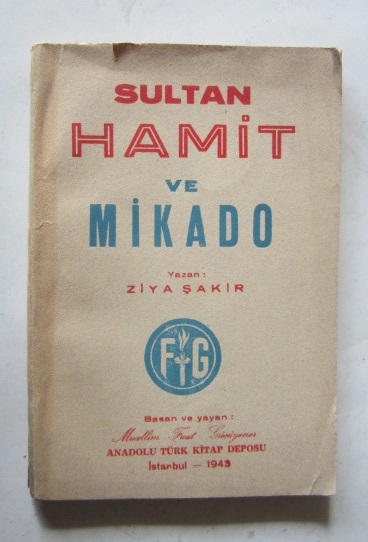 SULTAN
HAMİT
VE
MİKADO
Yazan:
ZİYA ŞAKİR
F G
Basan ve yayan:
Muallim Fuat Gücüyener
ANADOLU TÜRK KİTAP DEPOSU
İstanbul — 1943